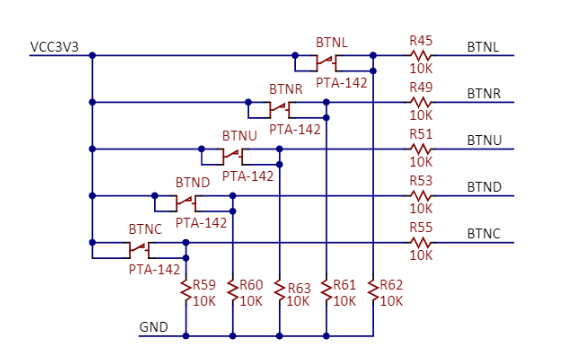 BTNL R45 BTNL
VCC3V3
10K
PTA-142
BTNR R49 BTNR
10K
PTA-142
BTNU R51 BTNU
10K
PTA-142
BTND R53 BTND
10K
PTA-142
BTNC R55 BTNC
10K
PTA-142
R59 R60 R63 R61 R62
10K 10K 10K 10K 10K
GND